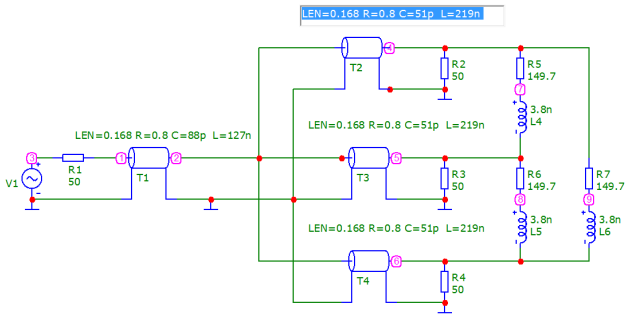 LEN=0.168 R=0.8 C=51p L=219n
4
T2
R2
50
R5
149.7
7
3.8n
L4
LEN=0.168 R=0.8 C=88p L=127n
LEN=0.168 R=0.8 C=51p L=219n
3
R1
50
1
2
T1
V1
5
T3
R3
50
R6
149.7
R7
149.7
8
9
3.8n
L5
3.8n
L6
LEN=0.168 R=0.8 C=51p L=219n
6
T4
R4
50